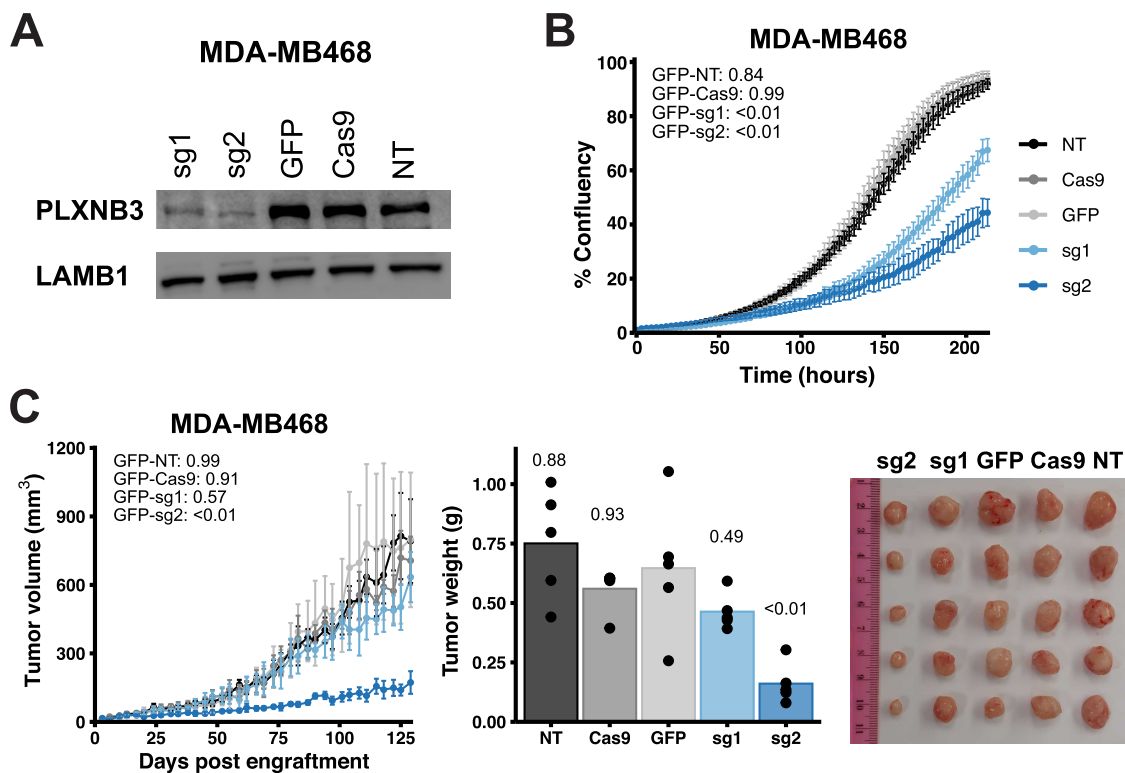 A
MDA-MB468
sg1 sg2 GFP Cas9 NT
PLXNB3
LAMB1
B
MDA-MB468
GFP-NT: 0.84
GFP-Cas9: 0.99
GFP-sg1: <0.01
GFP-sg2: <0.01
% Confluency
100
80
60
40
20
0
0 50 100 150 200
Time (hours)
NT
Cas9
GFP
sg1
sg2
C
MDA-MB468
GFP-NT: 0.99
GFP-Cas9: 0.91
GFP-sg1: 0.57
GFP-sg2: <0.01
Tumor volume (mm³)
1200
900
600
300
0
0 25 50 75 100 125
Days post engraftment
Tumor weight (g)
1.00
0.75
0.50
0.25
0.00
0.88
0.93
0.49
<0.01
NT Cas9 GFP sg1 sg2
sg2 sg1 GFP Cas9 NT